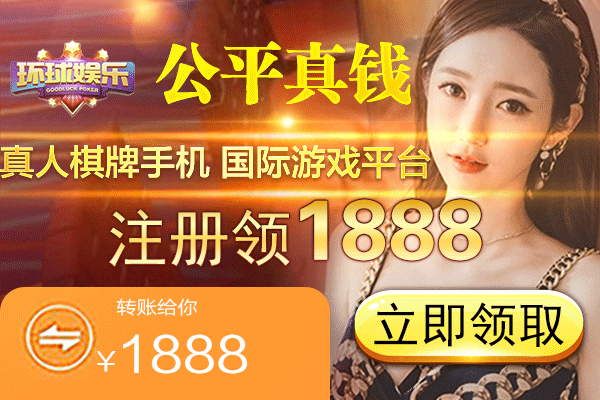 环球娱乐
GOODLUCK POKER
公平真钱
真人棋牌手机 国际游戏平台
注册领1888
转账给你
¥1888
立即领取